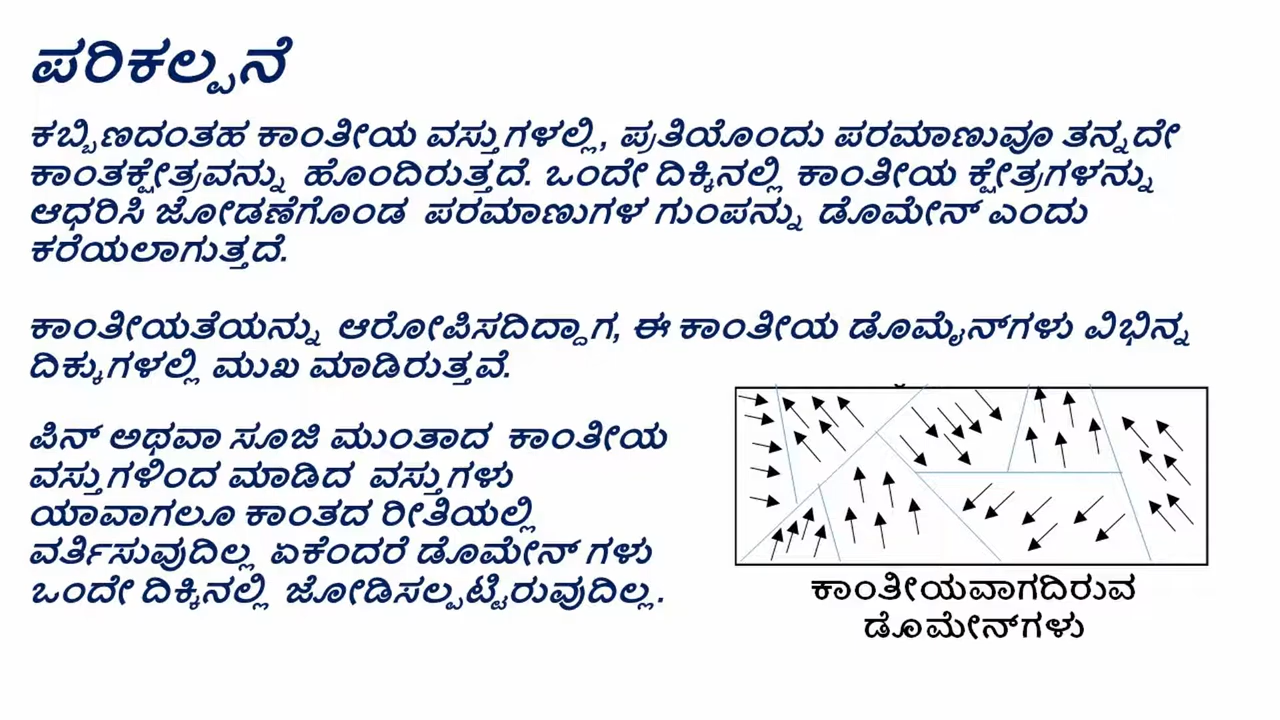 ಪರಿಕಲ್ಪನೆ
ಕಬ್ಬಿಣದಂತಹ ಕಾಂತೀಯ ವಸ್ತುಗಳಲ್ಲಿ, ಪ್ರತಿಯೊಂದು ಪರಮಾಣುವೂ ತನ್ನದೇ
ಕಾಂತಕ್ಷೇತ್ರವನ್ನು ಹೊಂದಿರುತ್ತದೆ. ಒಂದೇ ದಿಕ್ಕಿನಲ್ಲಿ ಕಾಂತೀಯ ಕ್ಷೇತ್ರಗಳನ್ನು
ಆಧರಿಸಿ ಜೋಡಣೆಗೊಂಡ ಪರಮಾಣುಗಳ ಗುಂಪನ್ನು ಡೊಮೇನ್ ಎಂದು
ಕರೆಯಲಾಗುತ್ತದೆ.
ಕಾಂತೀಯತೆಯನ್ನು ಆರೋಪಿಸದಿದ್ದಾಗ, ಈ ಕಾಂತೀಯ ಡೊಮೈನ್‌ಗಳು ವಿಭಿನ್ನ
ದಿಕ್ಕುಗಳಲ್ಲಿ ಮುಖ ಮಾಡಿರುತ್ತವೆ.
ಪಿನ್ ಅಥವಾ ಸೂಜಿ ಮುಂತಾದ ಕಾಂತೀಯ
ವಸ್ತುಗಳಿಂದ ಮಾಡಿದ ವಸ್ತುಗಳು
ಯಾವಾಗಲೂ ಕಾಂತದ ರೀತಿಯಲ್ಲಿ
ವರ್ತಿಸುವುದಿಲ್ಲ ಏಕೆಂದರೆ ಡೊಮೇನ್ ಗಳು
ಒಂದೇ ದಿಕ್ಕಿನಲ್ಲಿ ಜೋಡಿಸಲ್ಪಟ್ಟಿರುವುದಿಲ್ಲ.
ಕಾಂತೀಯವಾಗದಿರುವ
ಡೊಮೇನ್‌ಗಳು